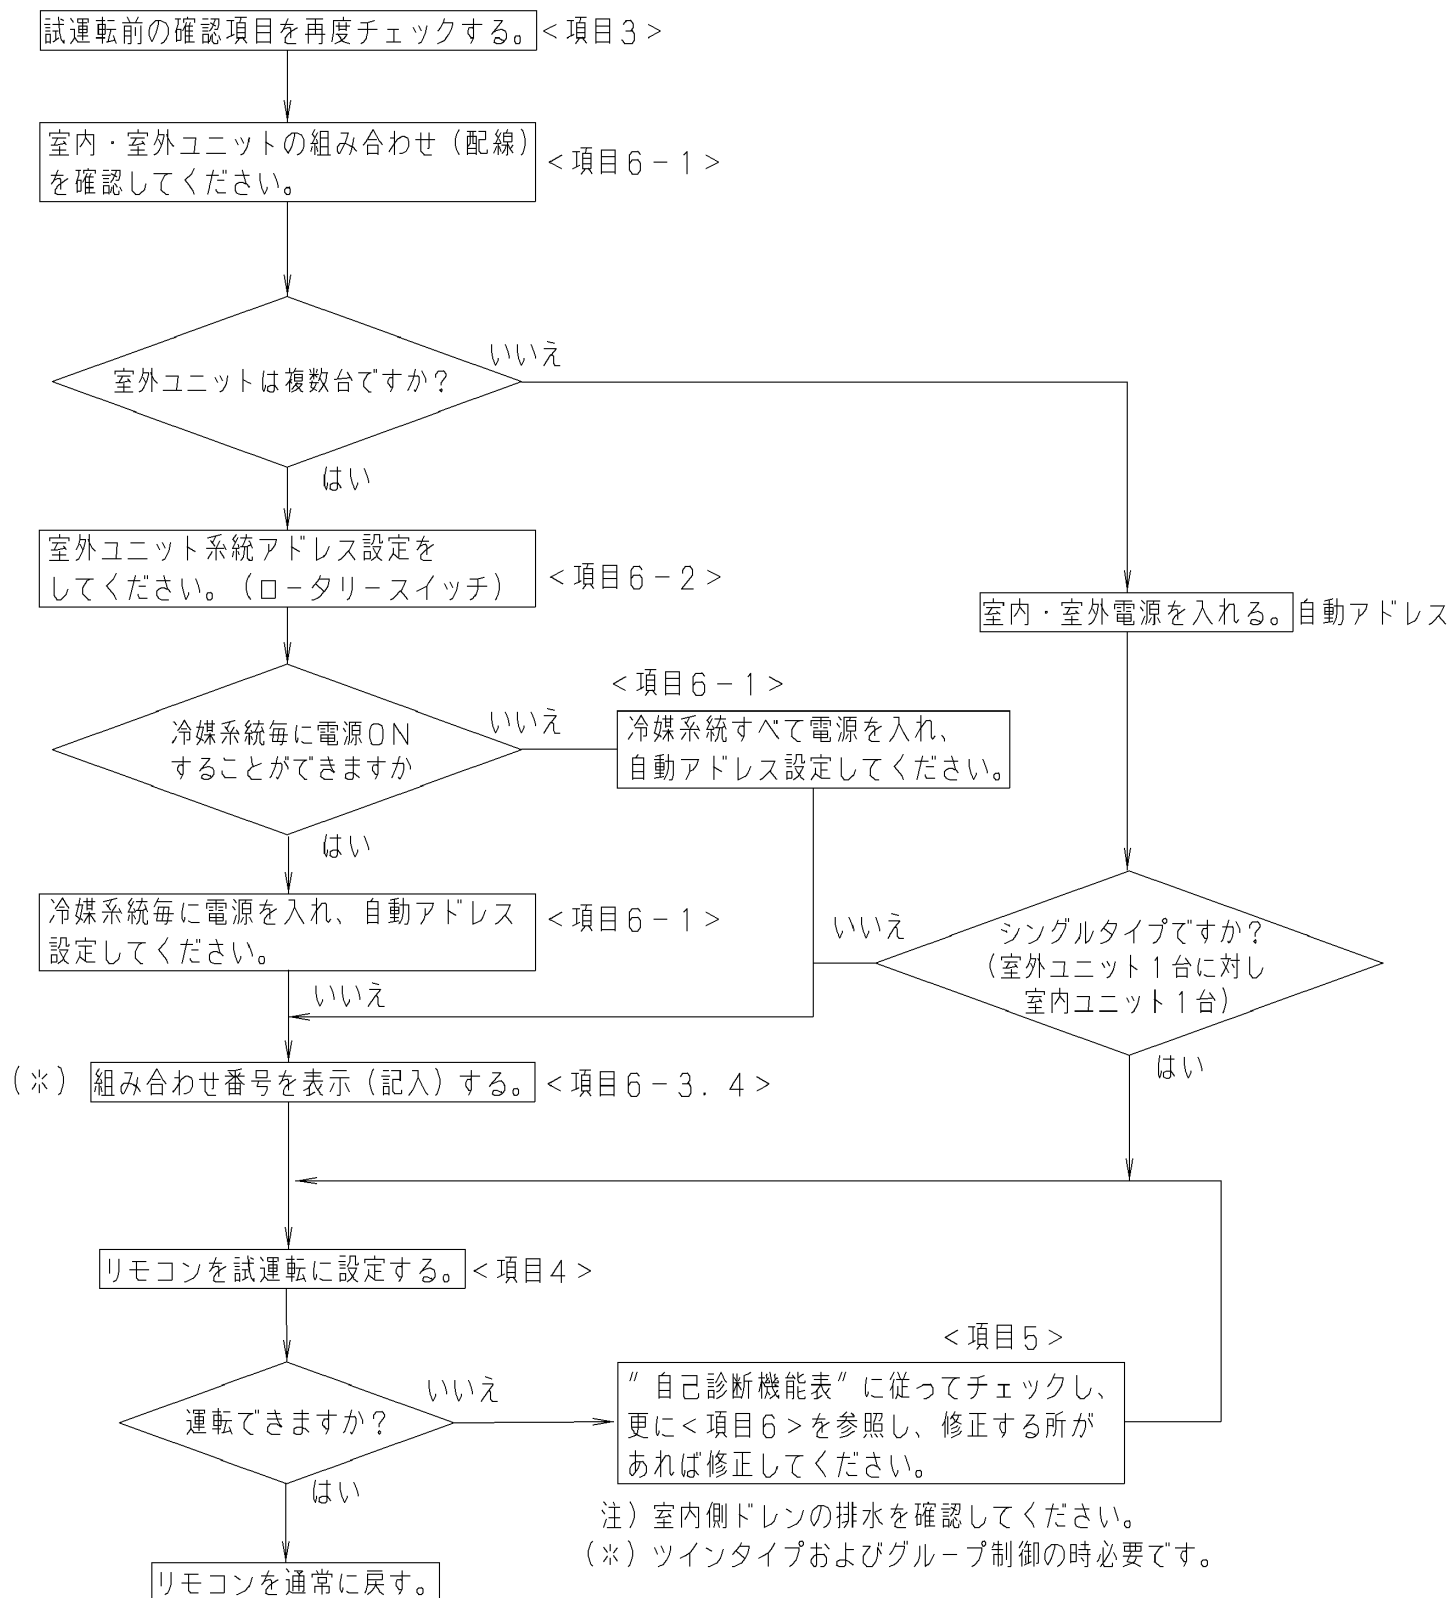 試運転前の確認項目を再度チェックする。<項目3>
室内・室外ユニットの組み合わせ（配線）
を確認してください。
<項目6－1>
室外ユニットは複数台ですか？
いいえ
はい
室外ユニット系統アドレス設定を
してください。（ロータリースイッチ）
<項目6－2>
室内・室外電源を入れる。自動アドレス
冷媒系統毎に電源ON
することができますか
いいえ
はい
<項目6－1>
冷媒系統すべて電源を入れ、
自動アドレス設定してください。
冷媒系統毎に電源を入れ、自動アドレス
設定してください。
<項目6－1>
いいえ
シングルタイプですか？
（室外ユニット1台に対し
室内ユニット1台）
いいえ
はい
（※）組み合わせ番号を表示（記入）する。<項目6－3．4>
リモコンを試運転に設定する。<項目4>
運転できますか？
いいえ
はい
<項目5>
〃自己診断機能表〃に従ってチェックし、
更に<項目6>を参照し、修正する所が
あれば修正してください。
注）室内側ドレンの排水を確認してください。
（※）ツインタイプおよびグループ制御の時必要です。
リモコンを通常に戻す。